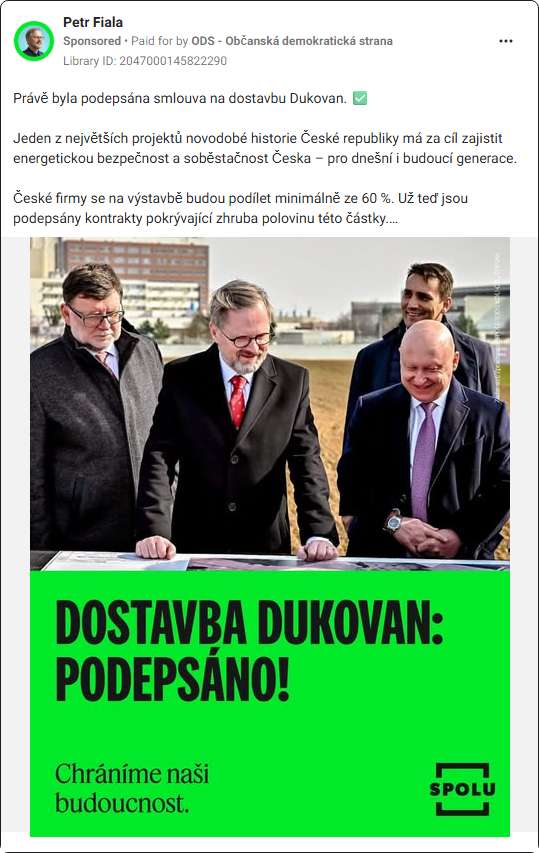 Petr Fiala
Sponsored • Paid for by ODS - Občanská demokratická strana
Library ID: 2047000145822290
Právě byla podepsána smlouva na dostavbu Dukovan. ✅
Jeden z největších projektů novodobé historie České republiky má za cíl zajistit
energetickou bezpečnost a soběstačnost Česka – pro dnešní i budoucí generace.
České firmy se na výstavbě budou podílet minimálně ze 60 %. Už teď jsou
podepsány kontrakty pokrývající zhruba polovinu této částky....
DOSTAVBA DUKOVAN:
PODEPSÁNO!
Chráníme naši
budoucnost.
SPOLU